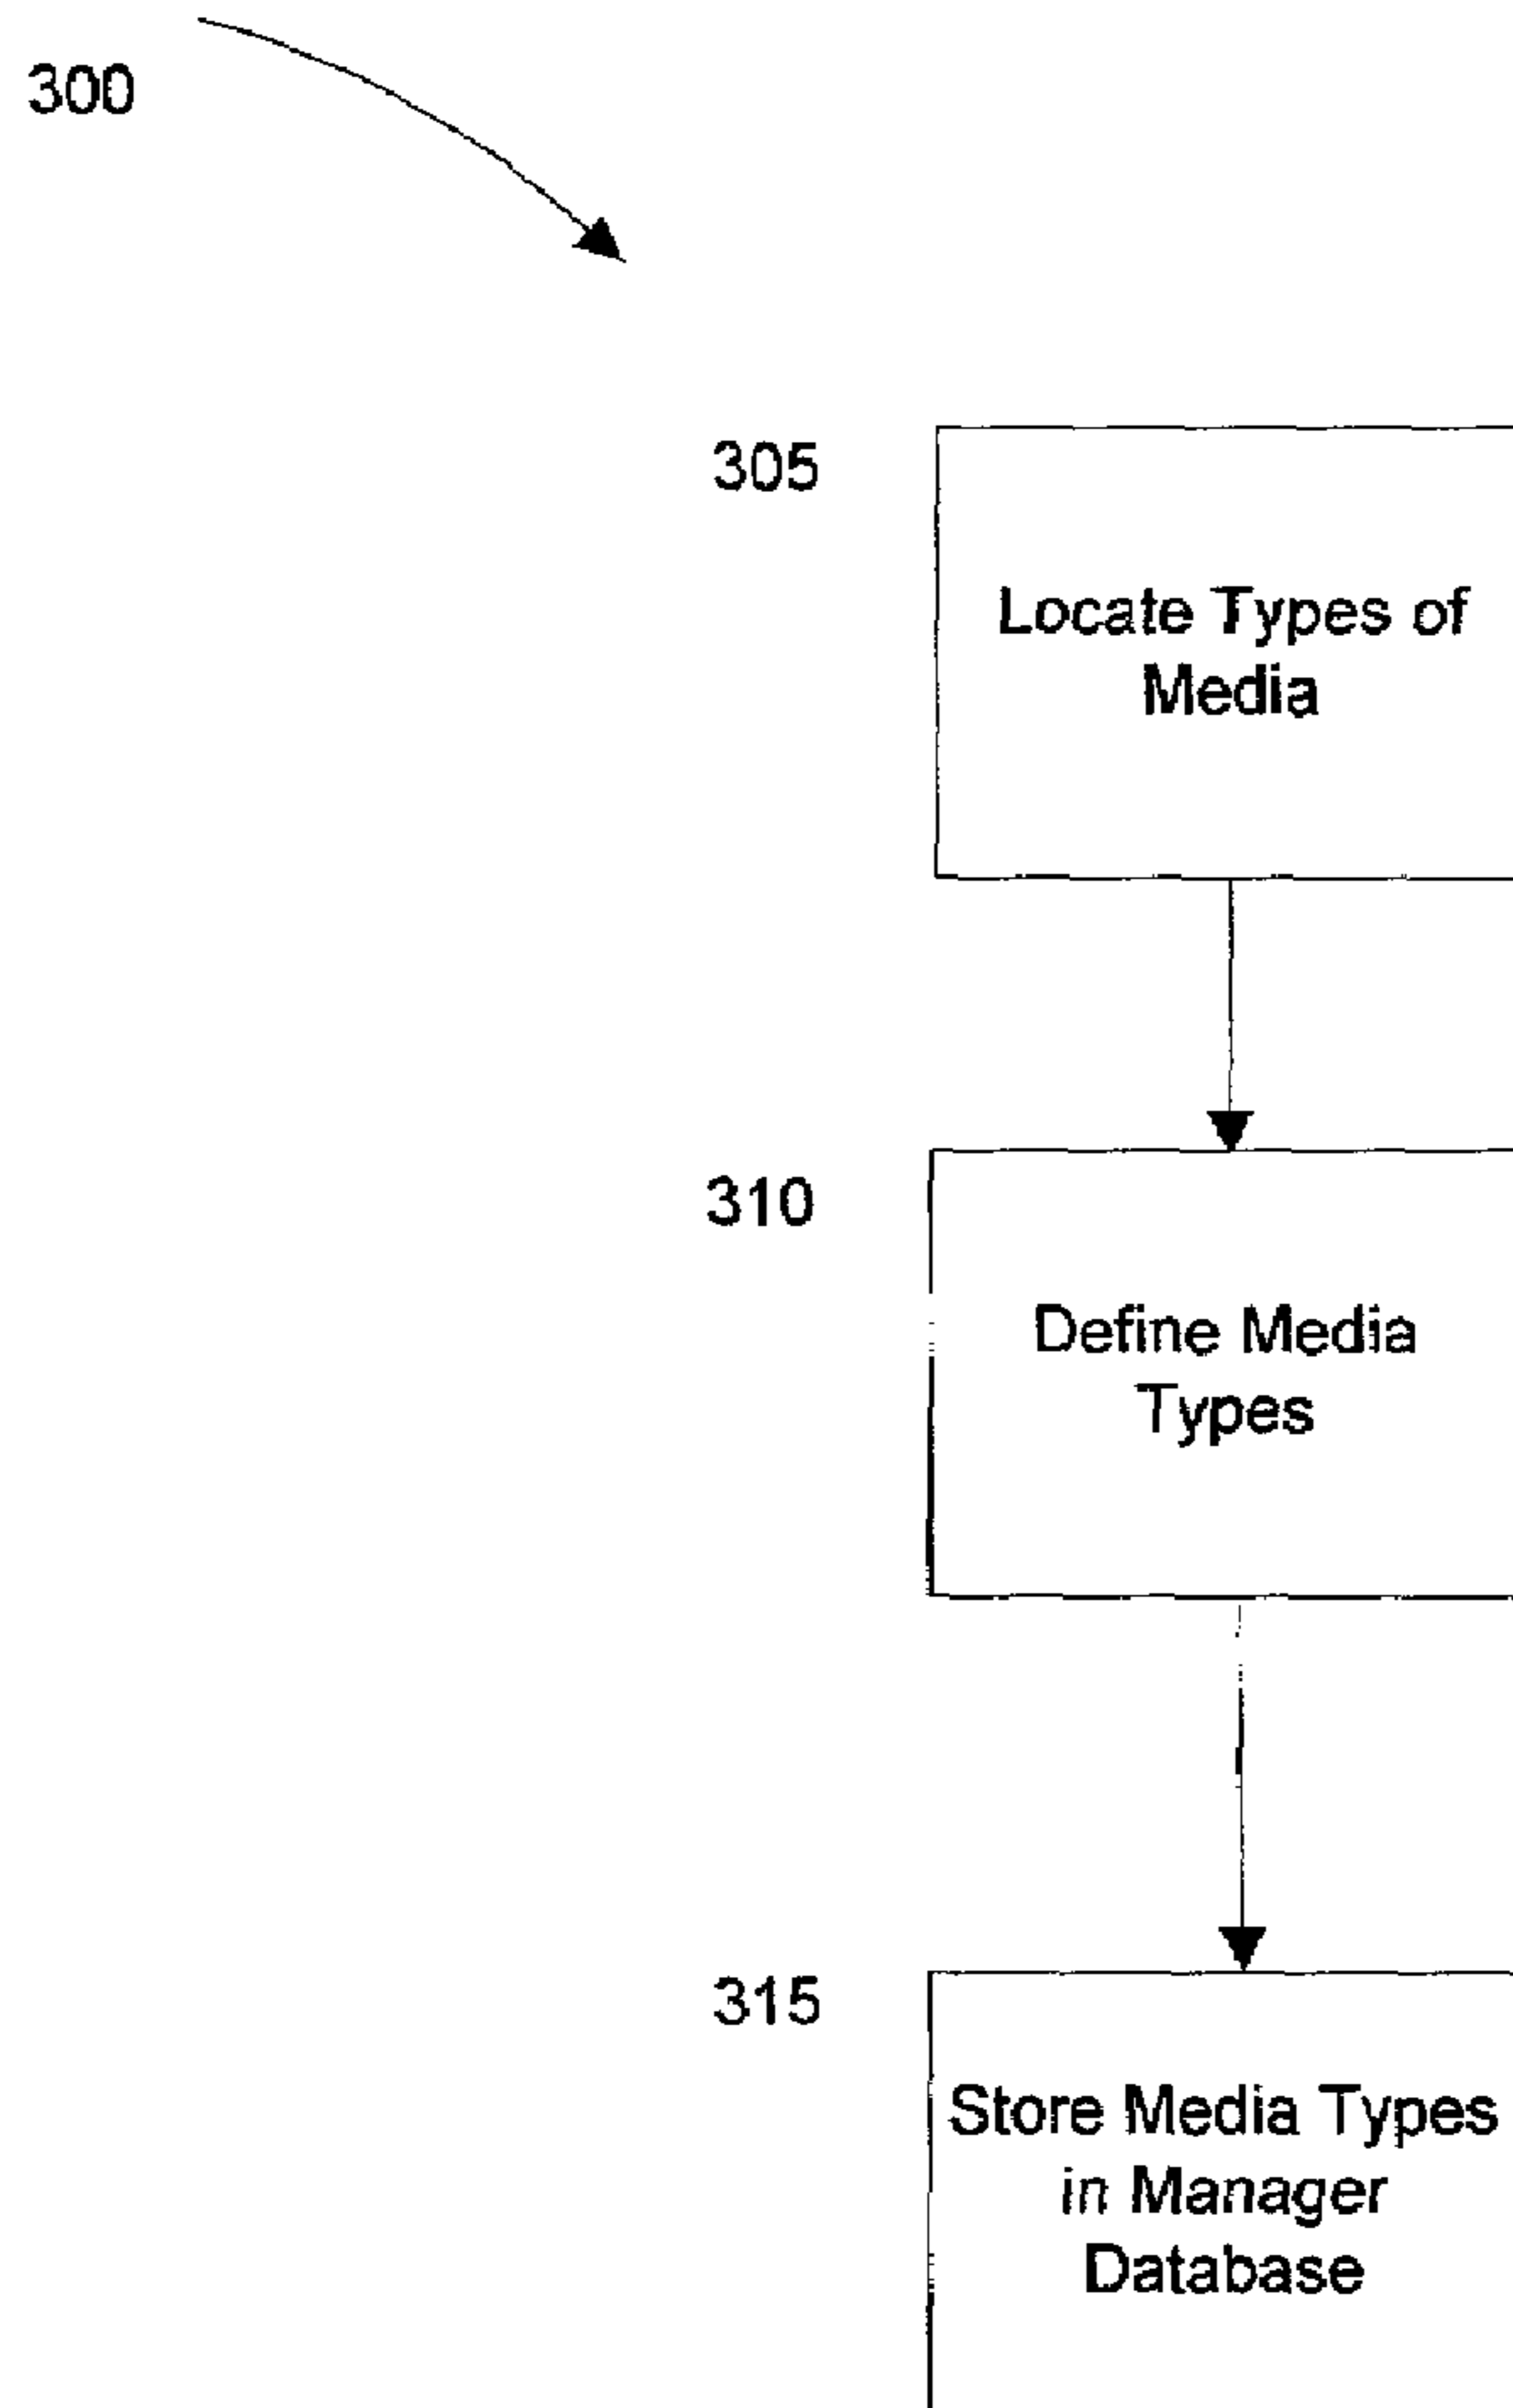 300
305
Locate Types of
Media
310
Define Media
Types
315
Store Media Types
in Manager
Database